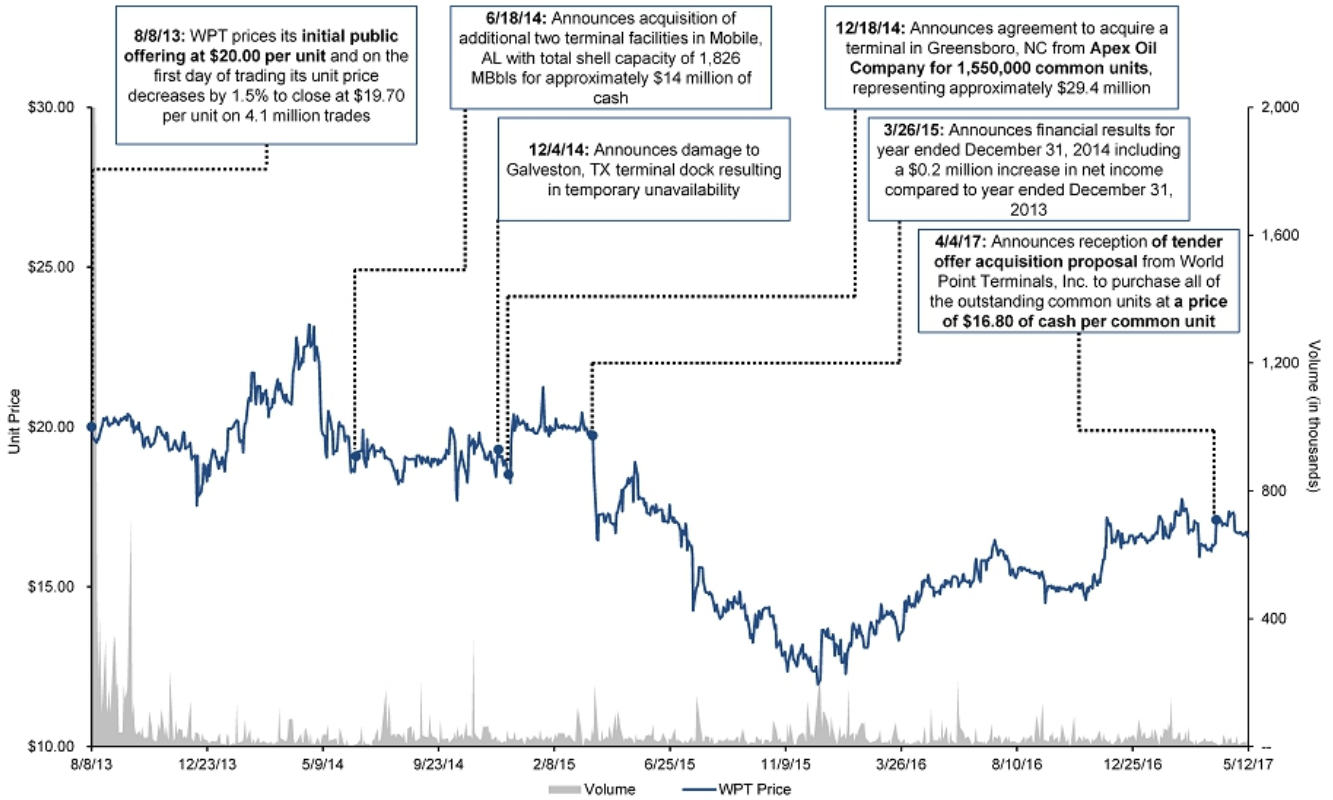 8/8/13: WPT prices its initial public
offering at $20.00 per unit and on the
first day of trading its unit price
decreases by 1.5% to close at $19.70
per unit on 4.1 million trades
6/18/14: Announces acquisition of
additional two terminal facilities in Mobile,
AL with total shell capacity of 1,826
MBbls for approximately $14 million of
cash
12/18/14: Announces agreement to acquire a
terminal in Greensboro, NC from Apex Oil
Company for 1,550,000 common units,
representing approximately $29.4 million
12/4/14: Announces damage to
Galveston, TX terminal dock resulting
in temporary unavailability
3/26/15: Announces financial results for
year ended December 31, 2014 including
a $0.2 million increase in net income
compared to year ended December 31,
2013
4/4/17: Announces reception of tender
offer acquisition proposal from World
Point Terminals, Inc. to purchase all of
the outstanding common units at a price
of $16.80 of cash per common unit
$30.00
$25.00
$20.00
$15.00
$10.00
Unit Price
2,000
1,600
1,200
800
400
--
Volume (in thousands)
8/8/13
12/23/13
5/9/14
9/23/14
2/8/15
6/25/15
11/9/15
3/26/16
8/10/16
12/25/16
5/12/17
Volume
WPT Price